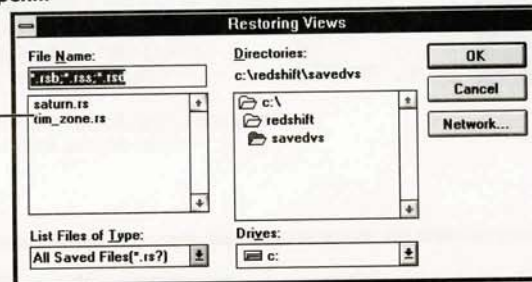 Restoring Views
File Name:
*.rsb;*.rss;*.rsd
saturn.rs
tim_zone.rs
List Files of Type:
All Saved Files(*.rs?)
Directories:
c:\redshift\savedvs
c:\
redshift
savedvs
Drives:
c:
OK
Cancel
Network...